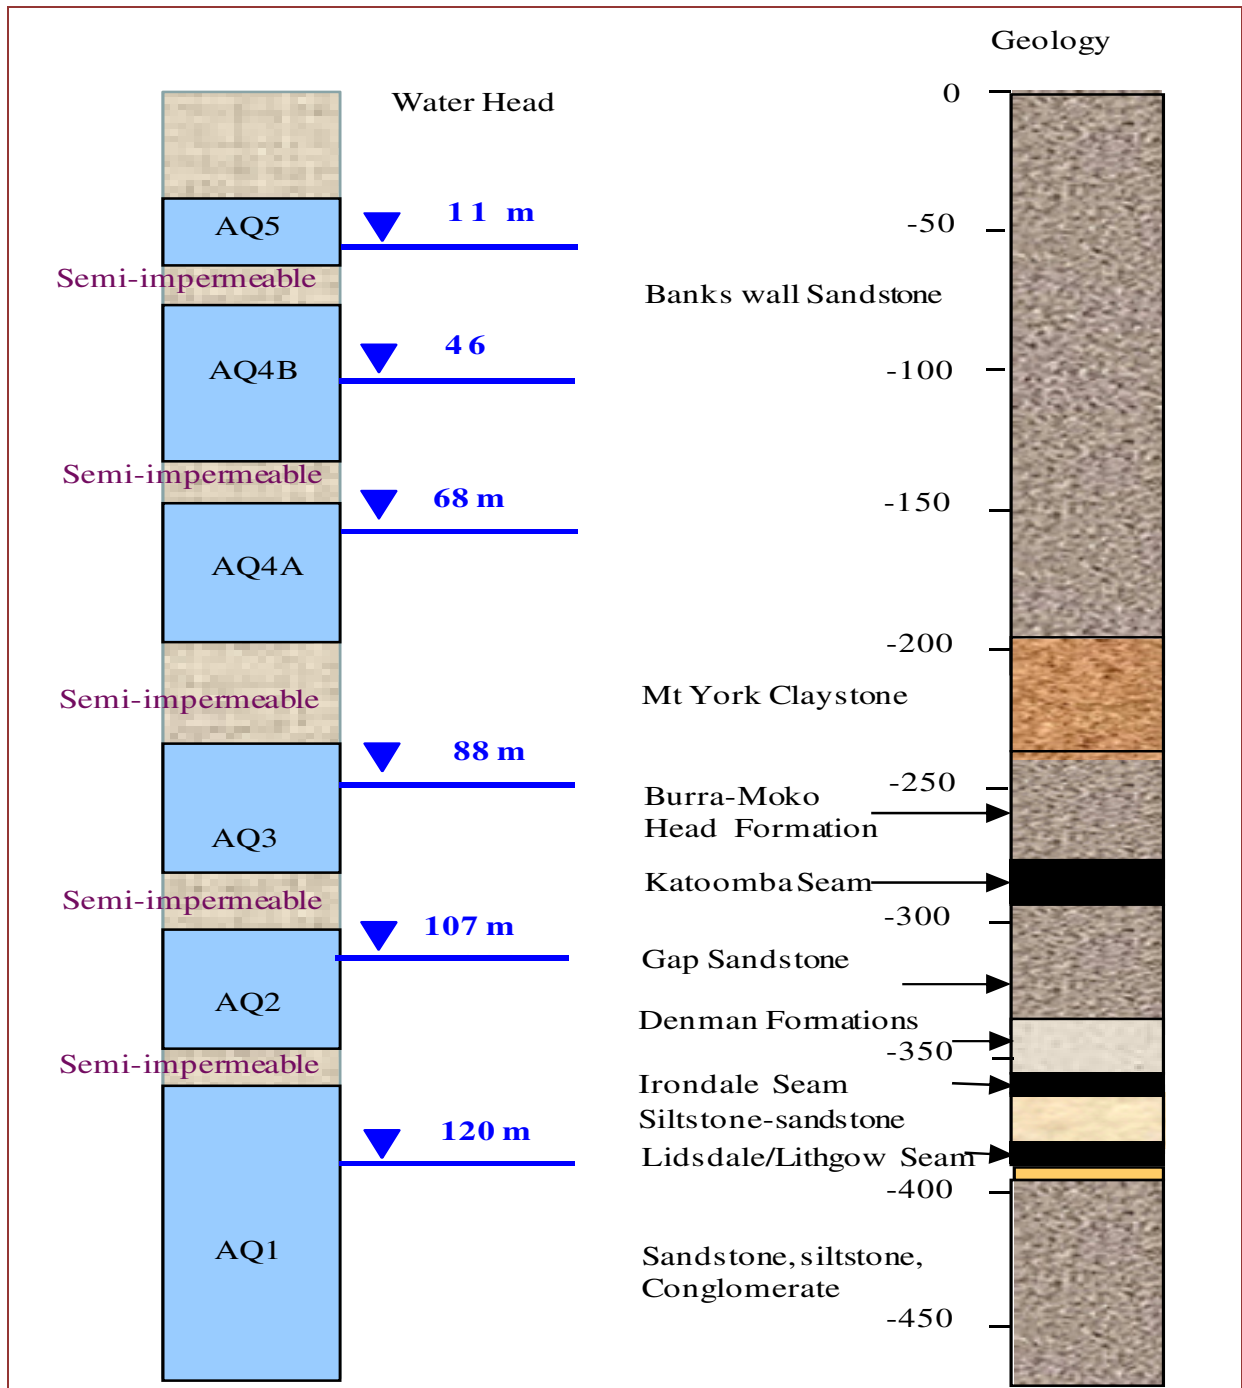 Geology
Water Head
0
AQ5
11 m
-50
Semi-impermeable
Banks wall Sandstone
46
AQ4B
-100
Semi-impermeable
68 m
-150
AQ4A
-200
Semi-impermeable
Mt York Claystone
88 m
-250
Burra-Moko
Head Formation
AQ3
Katoomba Seam
Semi-impermeable
-300
107 m
Gap Sandstone
AQ2
Denman Formations
-350
Semi-impermeable
Irondale Seam
Siltstone-sandstone
120 m
Lidsdale/Lithgow Seam
-400
AQ1
Sandstone, siltstone,
Conglomerate
-450